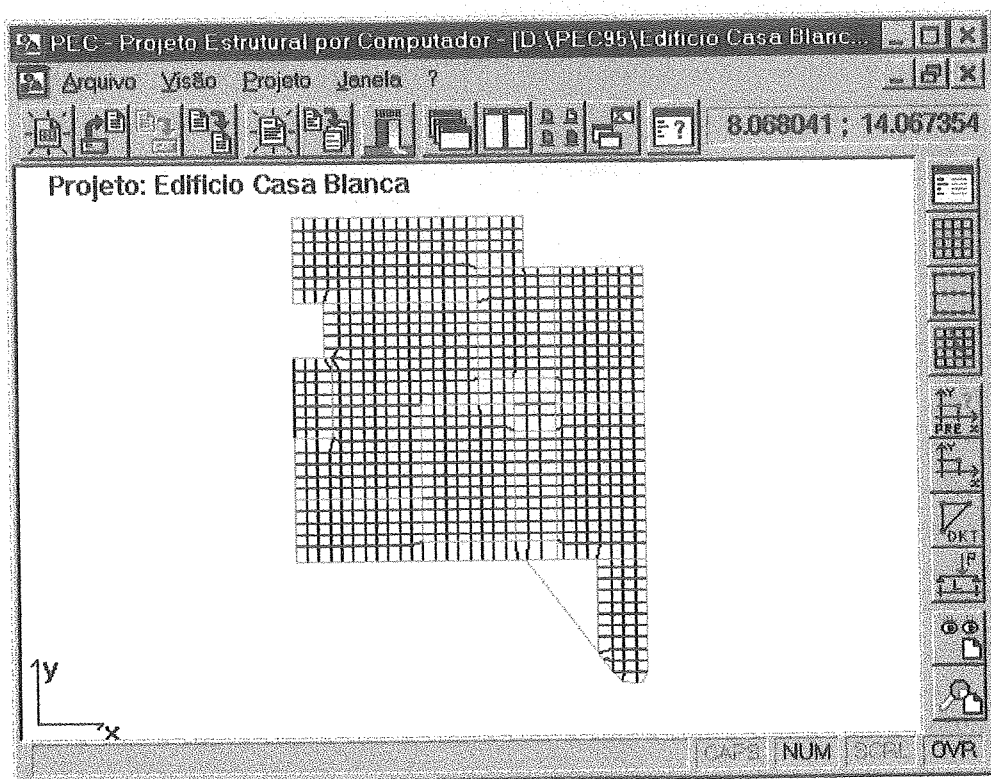 PEC - Projeto Estrutural por Computador - [D:\PEC95\Edificio Casa Blanc...
Arquivo Visão Projeto Janela ?
8.068041 ; 14.067354
Projeto: Edificio Casa Blanca
Y
PRE x
Y
x
DKT
P
L
y
x
CAPS NUM SCRL OVR